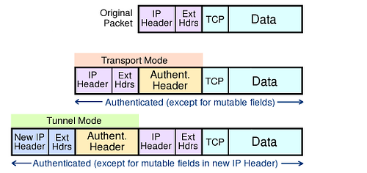 Original Packet
IP Header
Ext Hdrs
TCP
Data
Transport Mode
IP Header
Ext Hdrs
Authent. Header
TCP
Data
Authenticated (except for mutable fields)
Tunnel Mode
New IP Header
Ext Hdrs
Authent. Header
IP Header
Ext Hdrs
TCP
Data
Authenticated (except for mutable fields in new IP Header)